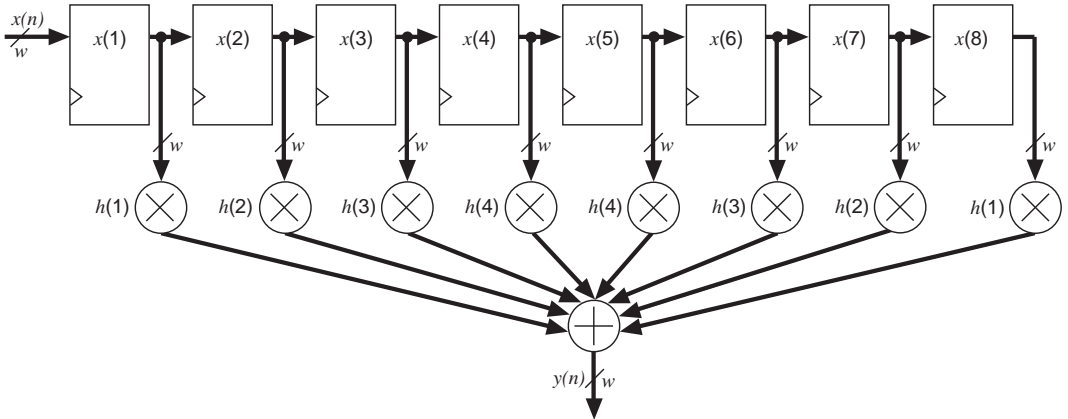 x(n)
w
x(1) x(2) x(3) x(4) x(5) x(6) x(7) x(8)
w w w w w w w w
h(1) h(2) h(3) h(4) h(4) h(3) h(2) h(1)
y(n) w